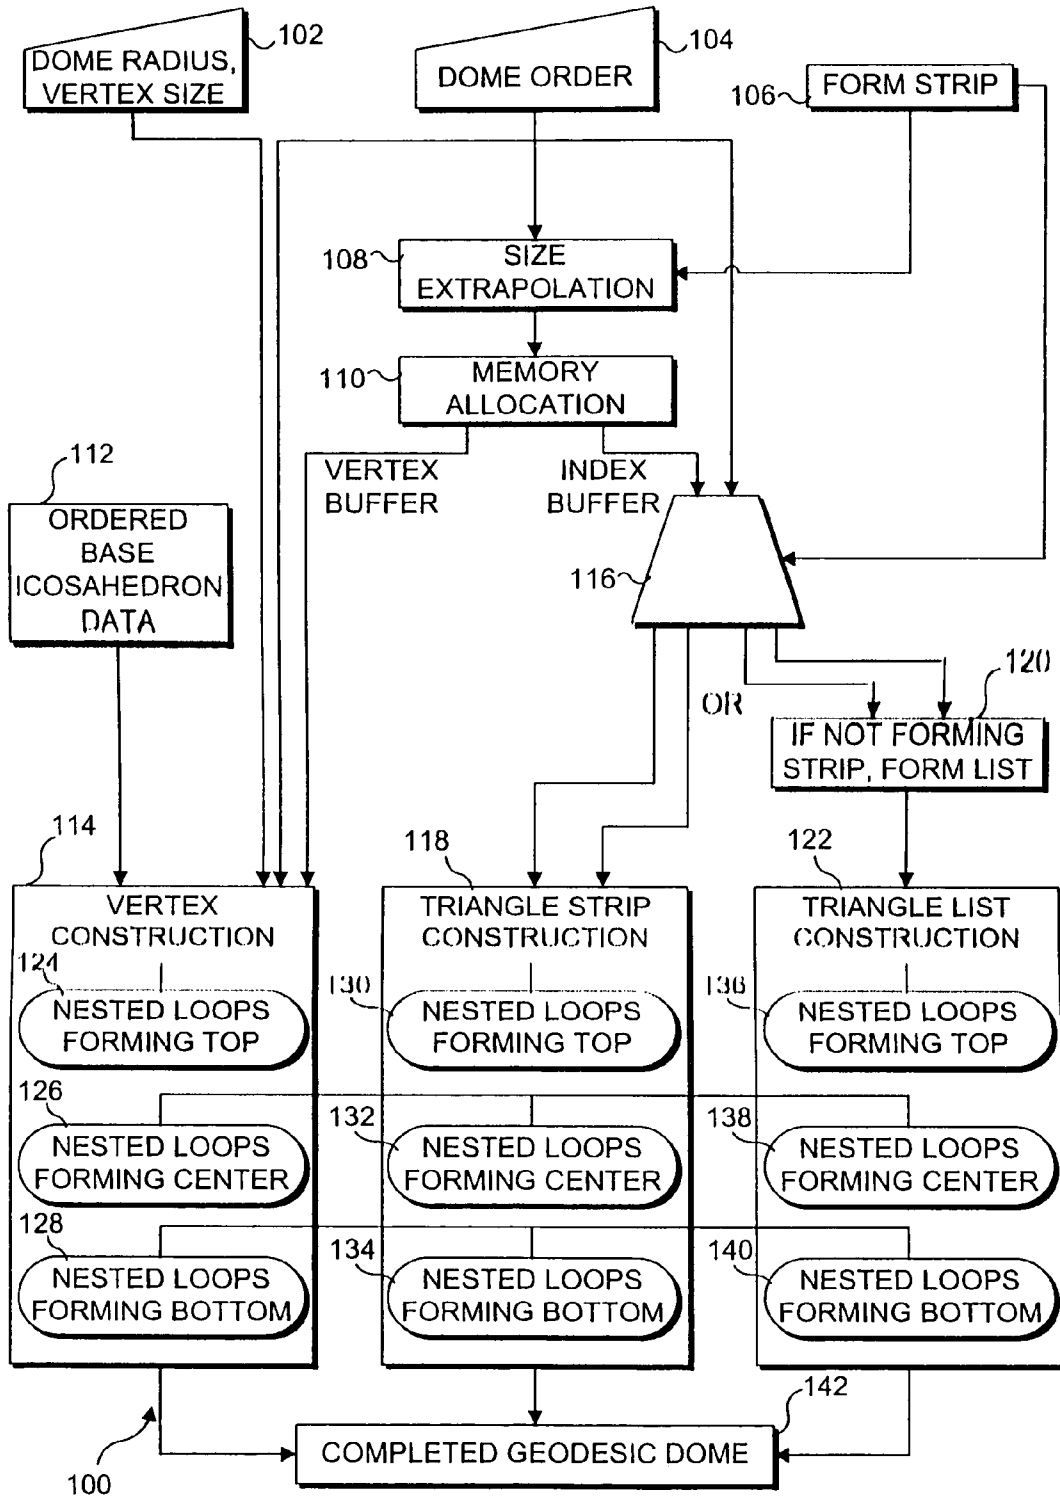 DOME RADIUS,
VERTEX SIZE
102
DOME ORDER
104
FORM STRIP
106
108
SIZE
EXTRAPOLATION
110
MEMORY
ALLOCATION
VERTEX
BUFFER
INDEX
BUFFER
112
ORDERED
BASE
ICOSAHEDRON
DATA
116
OR
120
IF NOT FORMING
STRIP, FORM LIST
114
VERTEX
CONSTRUCTION
124
NESTED LOOPS
FORMING TOP
126
NESTED LOOPS
FORMING CENTER
128
NESTED LOOPS
FORMING BOTTOM
118
TRIANGLE STRIP
CONSTRUCTION
130
NESTED LOOPS
FORMING TOP
132
NESTED LOOPS
FORMING CENTER
134
NESTED LOOPS
FORMING BOTTOM
122
TRIANGLE LIST
CONSTRUCTION
136
NESTED LOOPS
FORMING TOP
138
NESTED LOOPS
FORMING CENTER
140
NESTED LOOPS
FORMING BOTTOM
142
COMPLETED GEODESIC DOME
100